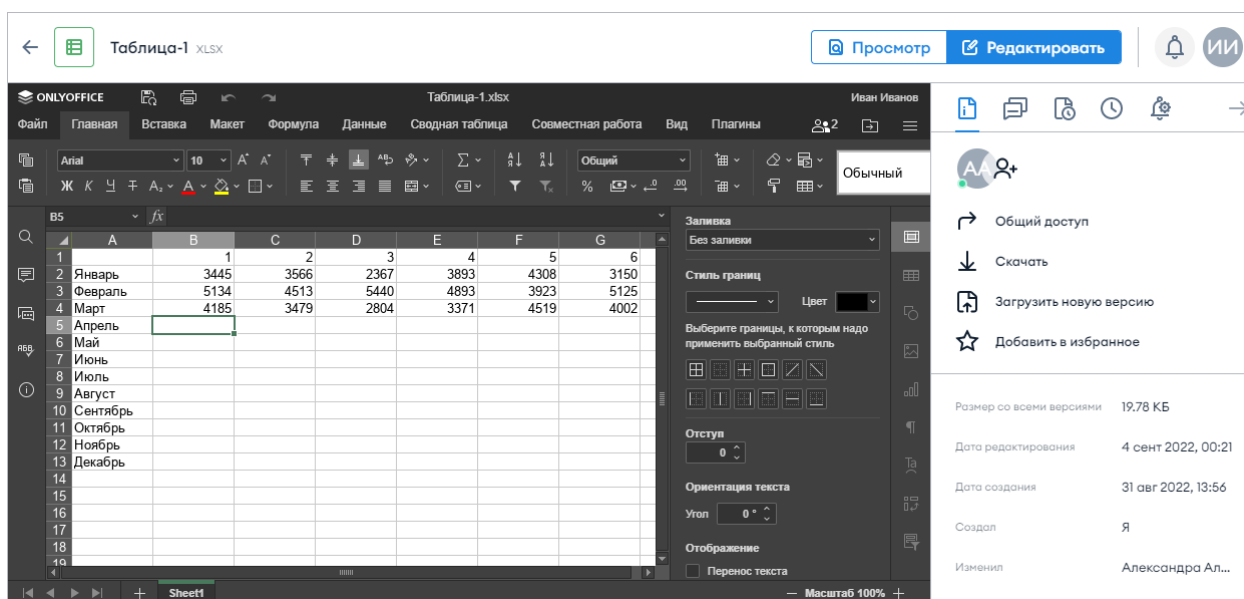 Таблица-1 XLSX
Просмотр
Редактировать
ИИ
ONLYOFFICE
Таблица-1.xlsx
Иван Иванов
Файл Главная Вставка Макет Формула Данные Сводная таблица Совместная работа Вид Плагины 2
Arial 10 Общий
Ж К Ч Обычный
B5 fx
A B C D E F G
1 1 2 3 4 5 6
2 Январь 3445 3566 2367 3893 4308 3150
3 Февраль 5134 4513 5440 4893 3923 5125
4 Март 4185 3479 2804 3371 4519 4002
5 Апрель
6 Май
7 Июнь
8 Июль
9 Август
10 Сентябрь
11 Октябрь
12 Ноябрь
13 Декабрь
14
15
16
17
18
19
Sheet1
Масштаб 100%
Заливка
Без заливки
Стиль границ
Цвет
Выберите границы, к которым надо
применить выбранный стиль
Отступ
0
Ориентация текста
Угол 0 °
Отображение
Перенос текста
АА
Общий доступ
Скачать
Загрузить новую версию
Добавить в избранное
Размер со всеми версиями 19.78 КБ
Дата редактирования 4 сент 2022, 00:21
Дата создания 31 авг 2022, 13:56
Создал Я
Изменил Александра Ал...